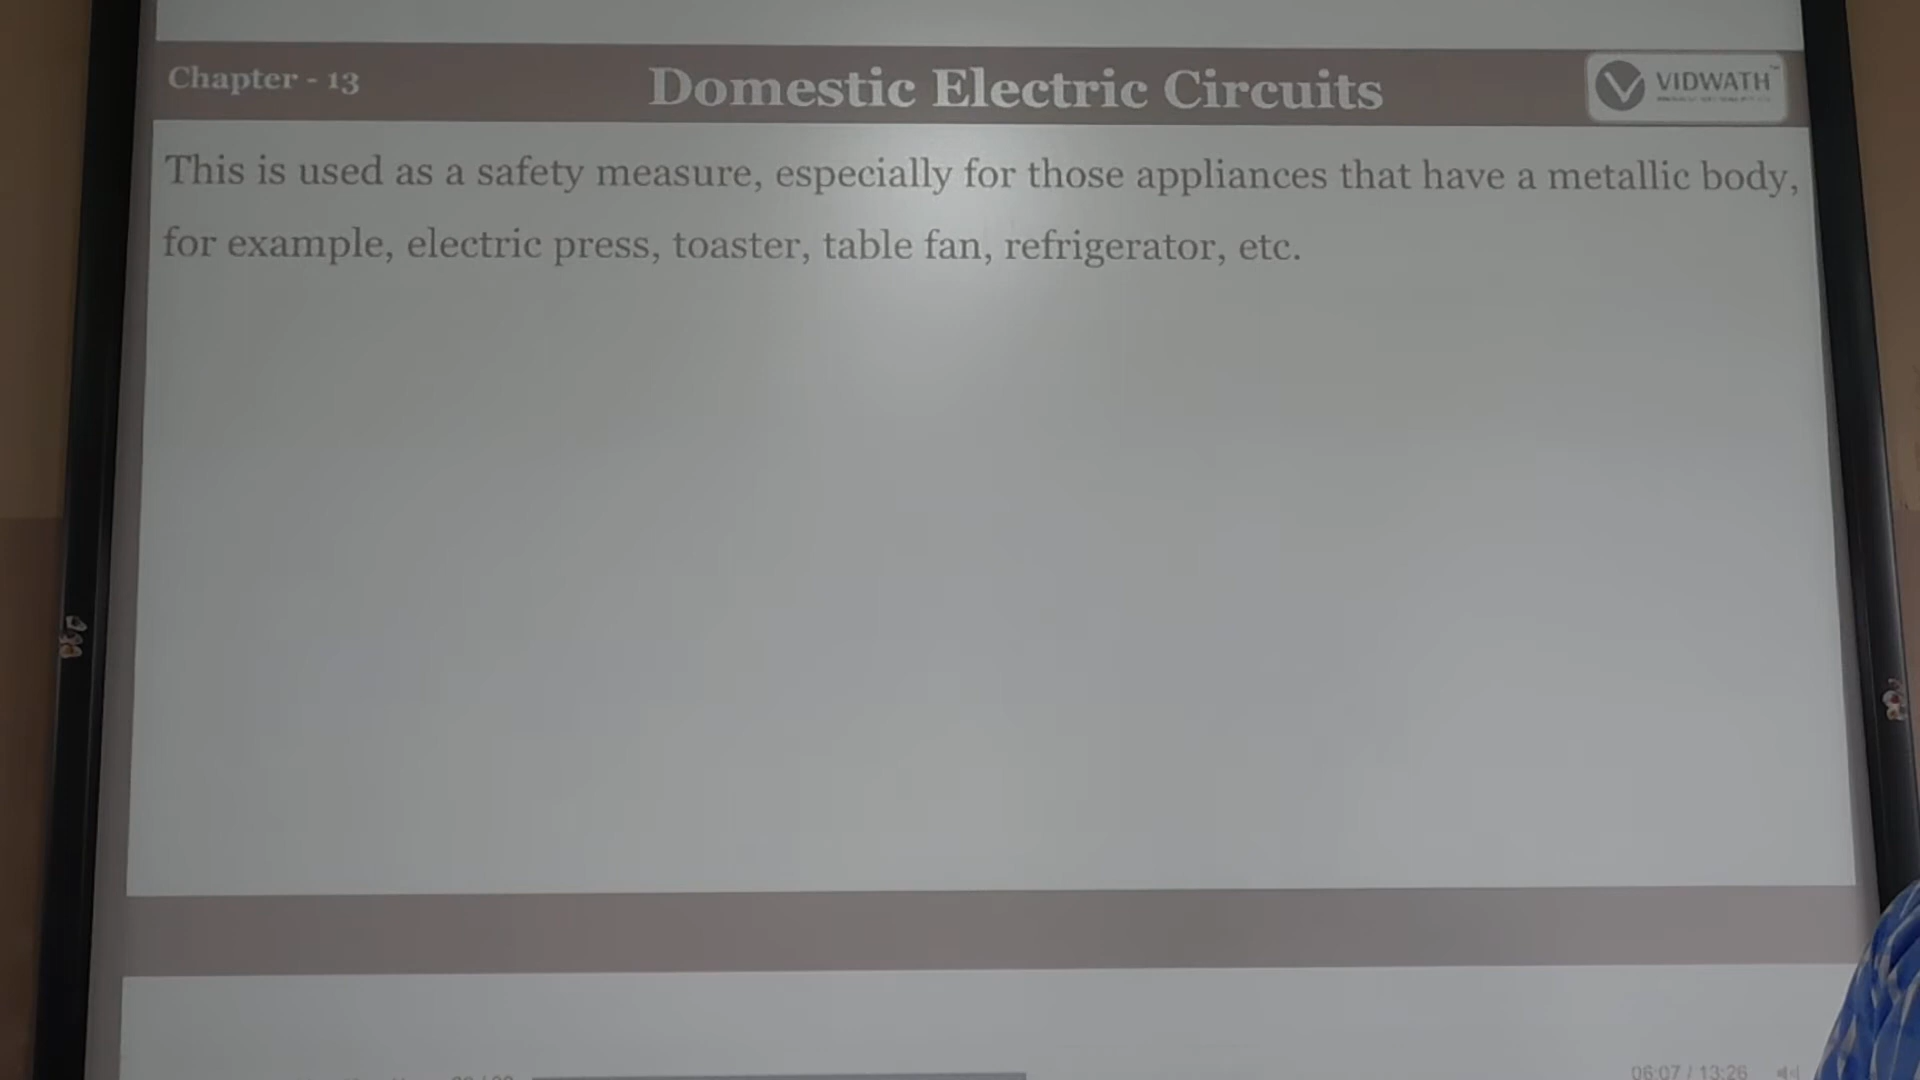 Chapter - 13
Domestic Electric Circuits
VIDWATH
This is used as a safety measure, especially for those appliances that have a metallic body,
for example, electric press, toaster, table fan, refrigerator, etc.
06:07 / 13:26